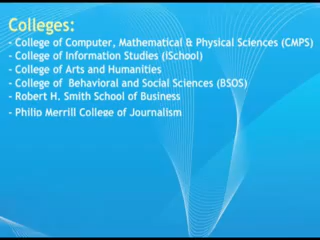 Colleges:
- College of Computer, Mathematical & Physical Sciences (CMPS)
- College of Information Studies (iSchool)
- College of Arts and Humanities
- College of  Behavioral and Social Sciences (BSOS)
- Robert H. Smith School of Business
- Philip Merrill College of Journalism